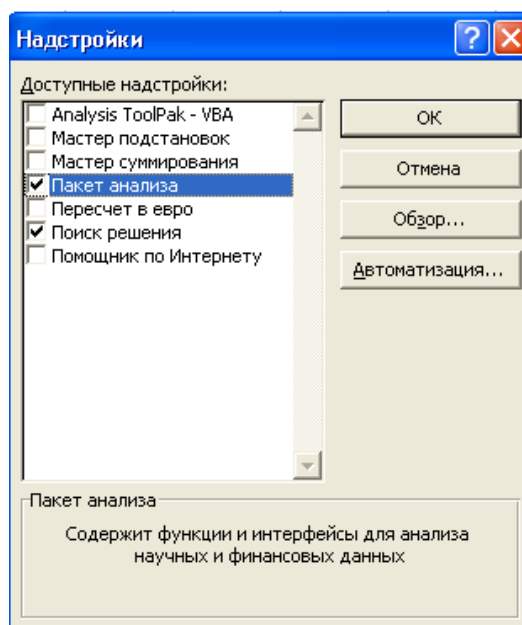 Надстройки
Доступные надстройки:
Analysis ToolPak - VBA
Мастер подстановок
Мастер суммирования
Пакет анализа
Пересчет в евро
Поиск решения
Помощник по Интернету
ОК
Отмена
Обзор...
Автоматизация...
Пакет анализа
Содержит функции и интерфейсы для анализа
научных и финансовых данных